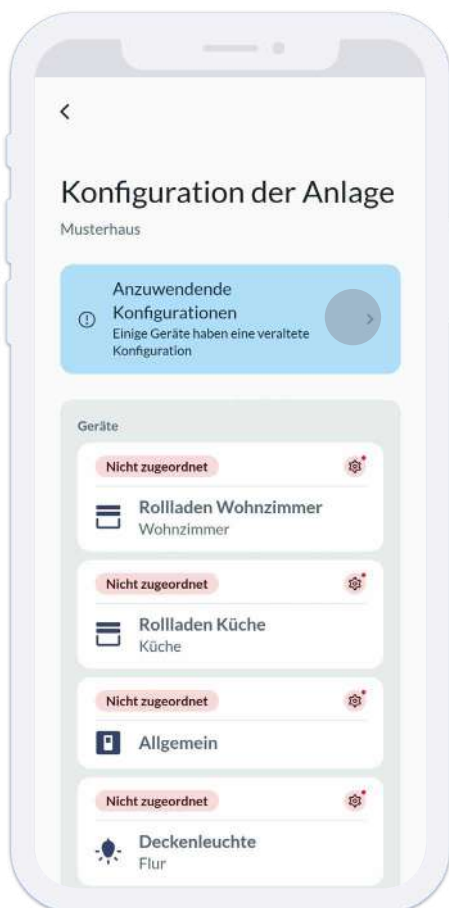 Konfiguration der Anlage
Musterhaus
Anzuwendende
Konfigurationen
Einige Geräte haben eine veraltete
Konfiguration
Geräte
Nicht zugeordnet
Rollladen Wohnzimmer
Wohnzimmer
Nicht zugeordnet
Rollladen Küche
Küche
Nicht zugeordnet
Allgemein
Nicht zugeordnet
Deckenleuchte
Flur